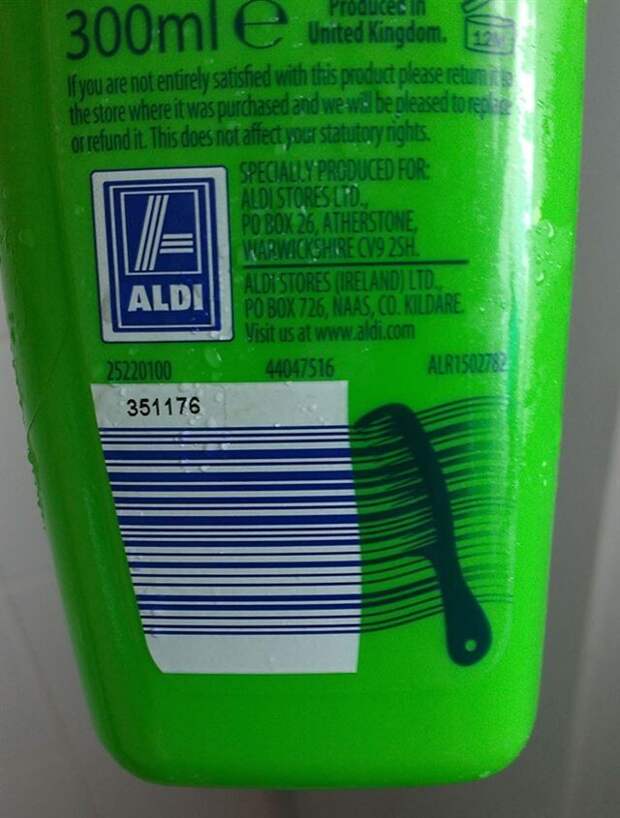 300ml ℮
Produced in
United Kingdom.
12M
If you are not entirely satisfied with this product please return it to
the store where it was purchased and we will be pleased to replace
or refund it. This does not affect your statutory rights.
ALDI
SPECIALLY PRODUCED FOR:
ALDI STORES LTD.,
PO BOX 26, ATHERSTONE,
WARWICKSHIRE CV9 2SH.
ALDI STORES (IRELAND) LTD.,
PO BOX 726, NAAS, CO. KILDARE.
Visit us at www.aldi.com
25220100 44047516 ALR1502782
351176